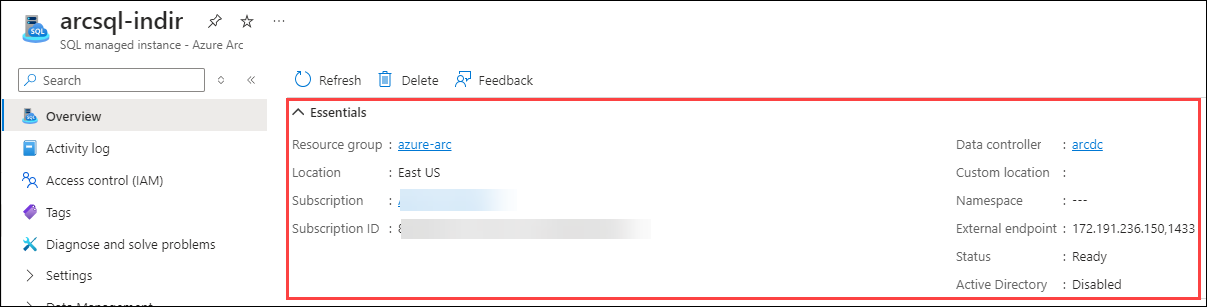 arcsql-indir
SQL managed instance - Azure Arc
Search
Overview
Activity log
Access control (IAM)
Tags
Diagnose and solve problems
Settings
Data Management
Refresh Delete Feedback
Essentials
Resource group : azure-arc
Location : East US
Subscription :
Subscription ID :
Data controller : arcdc
Custom location :
Namespace : ---
External endpoint : 172.191.236.150,1433
Status : Ready
Active Directory : Disabled